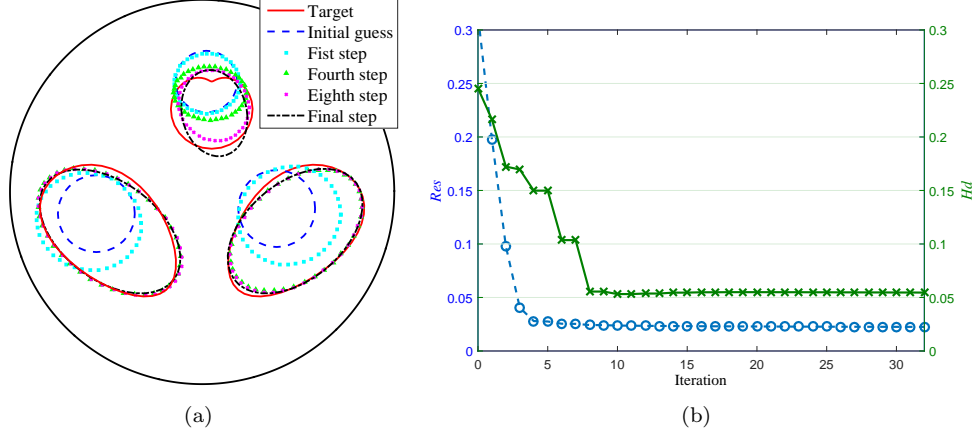 Target
Initial guess
Fist step
Fourth step
Eighth step
Final step
(a)
0.3
0.25
0.2
0.15
0.1
0.05
0
Res
0 5 10 15 20 25 30
Iteration
0.3
0.25
0.2
0.15
0.1
0.05
0
Hd
(b)